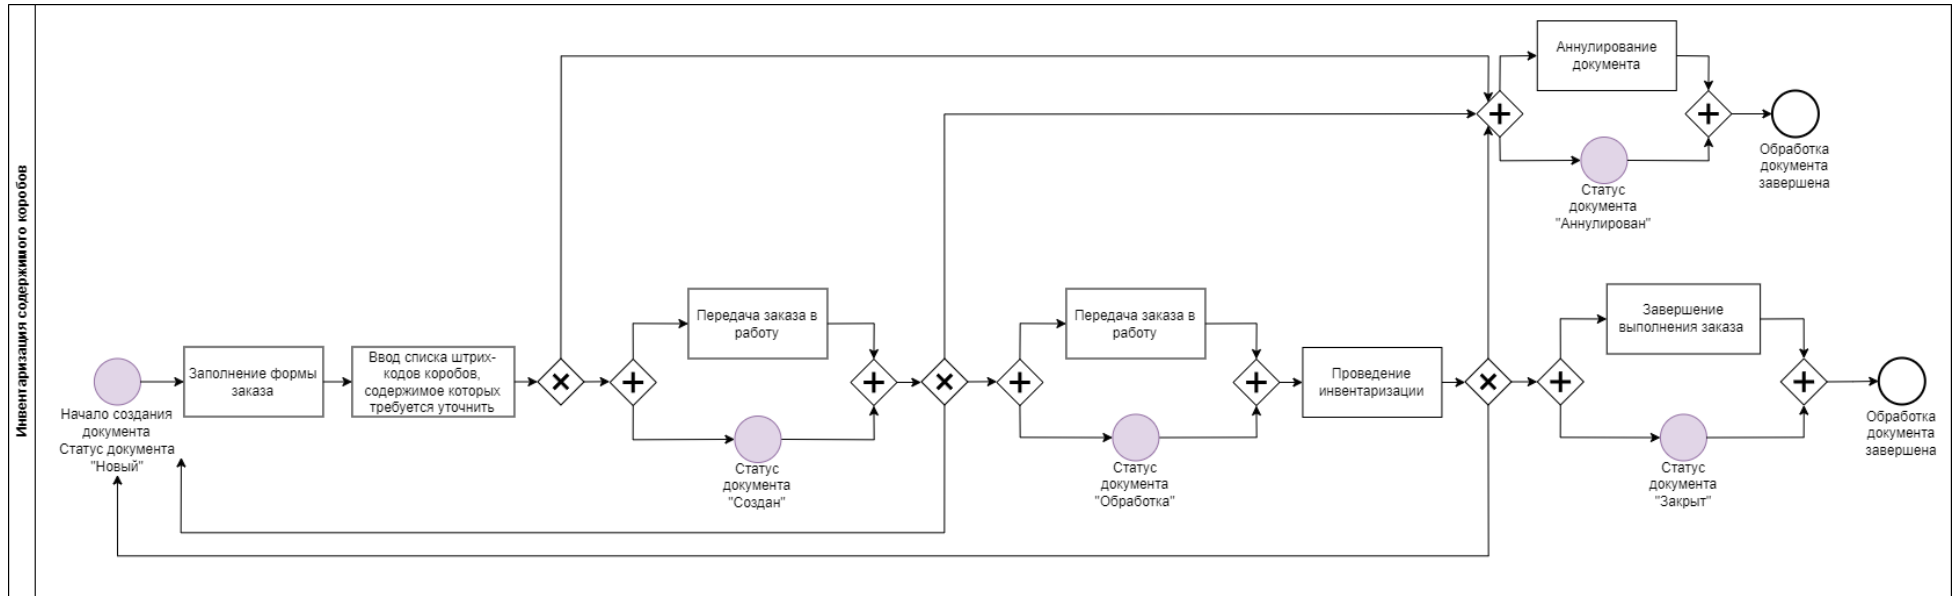 Инвентаризация содержимого коробов
Начало создания
документа
Статус документа
"Новый"
Заполнение формы
заказа
Ввод списка штрих-
кодов коробов,
содержимое которых
требуется уточнить
Передача заказа в
работу
Статус
документа
"Создан"
Передача заказа в
работу
Статус
документа
"Обработка"
Проведение
инвентаризации
Аннулирование
документа
Статус
документа
"Аннулирован"
Обработка
документа
завершена
Завершение
выполнения заказа
Статус
документа
"Закрыт"
Обработка
документа
завершена